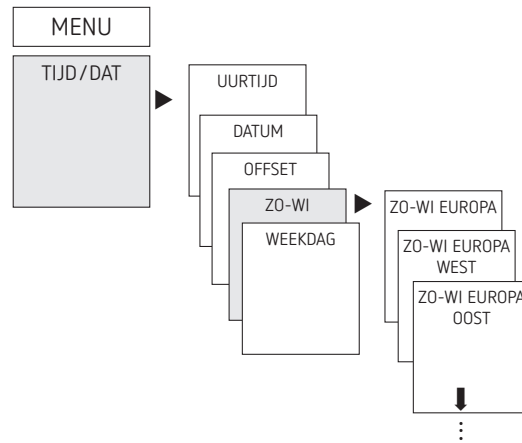 MENU
TIJD/DAT
UURTIJD
DATUM
OFFSET
ZO-WI
WEEKDAG
ZO-WI EUROPA
ZO-WI EUROPA
WEST
ZO-WI EUROPA
OOST